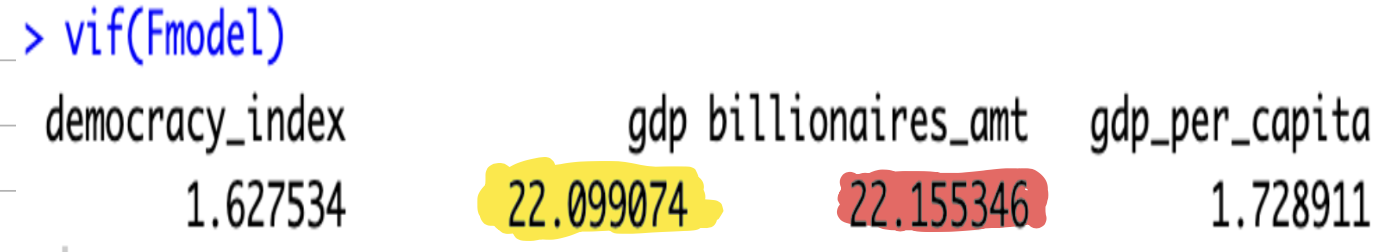 > vif(Fmodel)
democracy_index gdp billionaires_amt gdp_per_capita
1.627534 22.099074 22.155346 1.728911